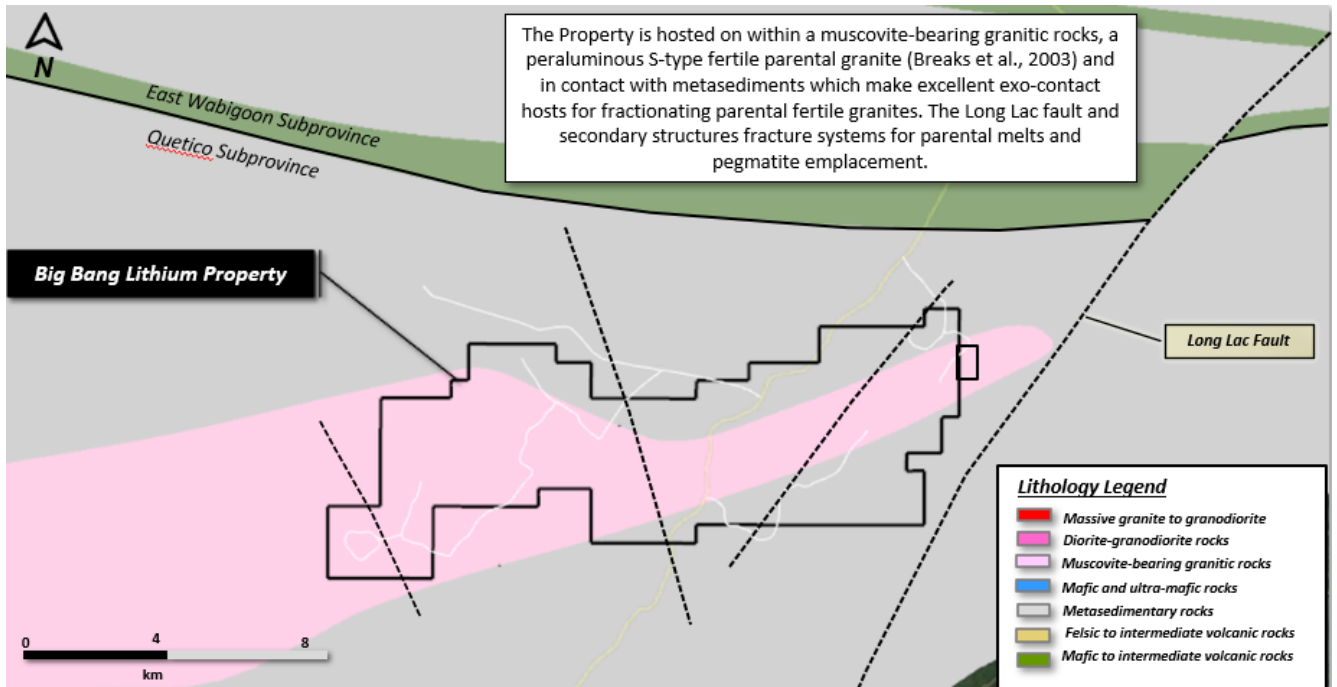 The Property is hosted on within a muscovite-bearing granitic rocks, a
peraluminous S-type fertile parental granite (Breaks et al., 2003) and
in contact with metasediments which make excellent exo-contact
hosts for fractionating parental fertile granites. The Long Lac fault and
secondary structures fracture systems for parental melts and
pegmatite emplacement.
N
East Wabigoon Subprovince
Quetico Subprovince
Big Bang Lithium Property
Long Lac Fault
Lithology Legend
Massive granite to granodiorite
Diorite-granodiorite rocks
Muscovite-bearing granitic rocks
Mafic and ultra-mafic rocks
Metasedimentary rocks
Felsic to intermediate volcanic rocks
Mafic to intermediate volcanic rocks
0 4 8
km